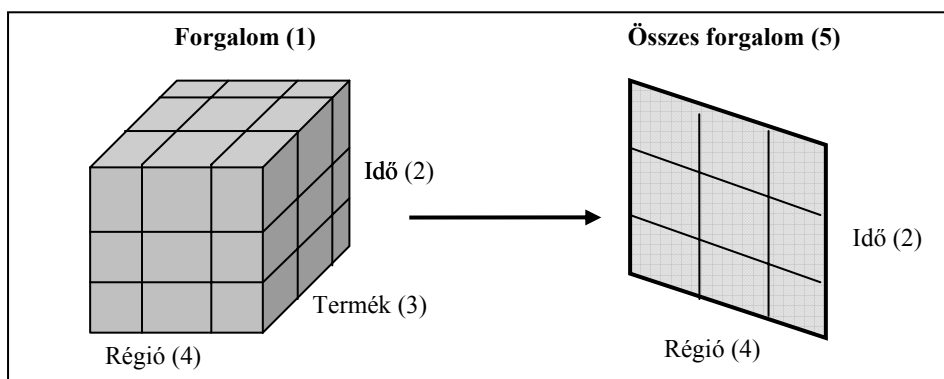 Forgalom (1)
Összes forgalom (5)
Idő (2)
Termék (3)
Régió (4)
Idő (2)
Régió (4)